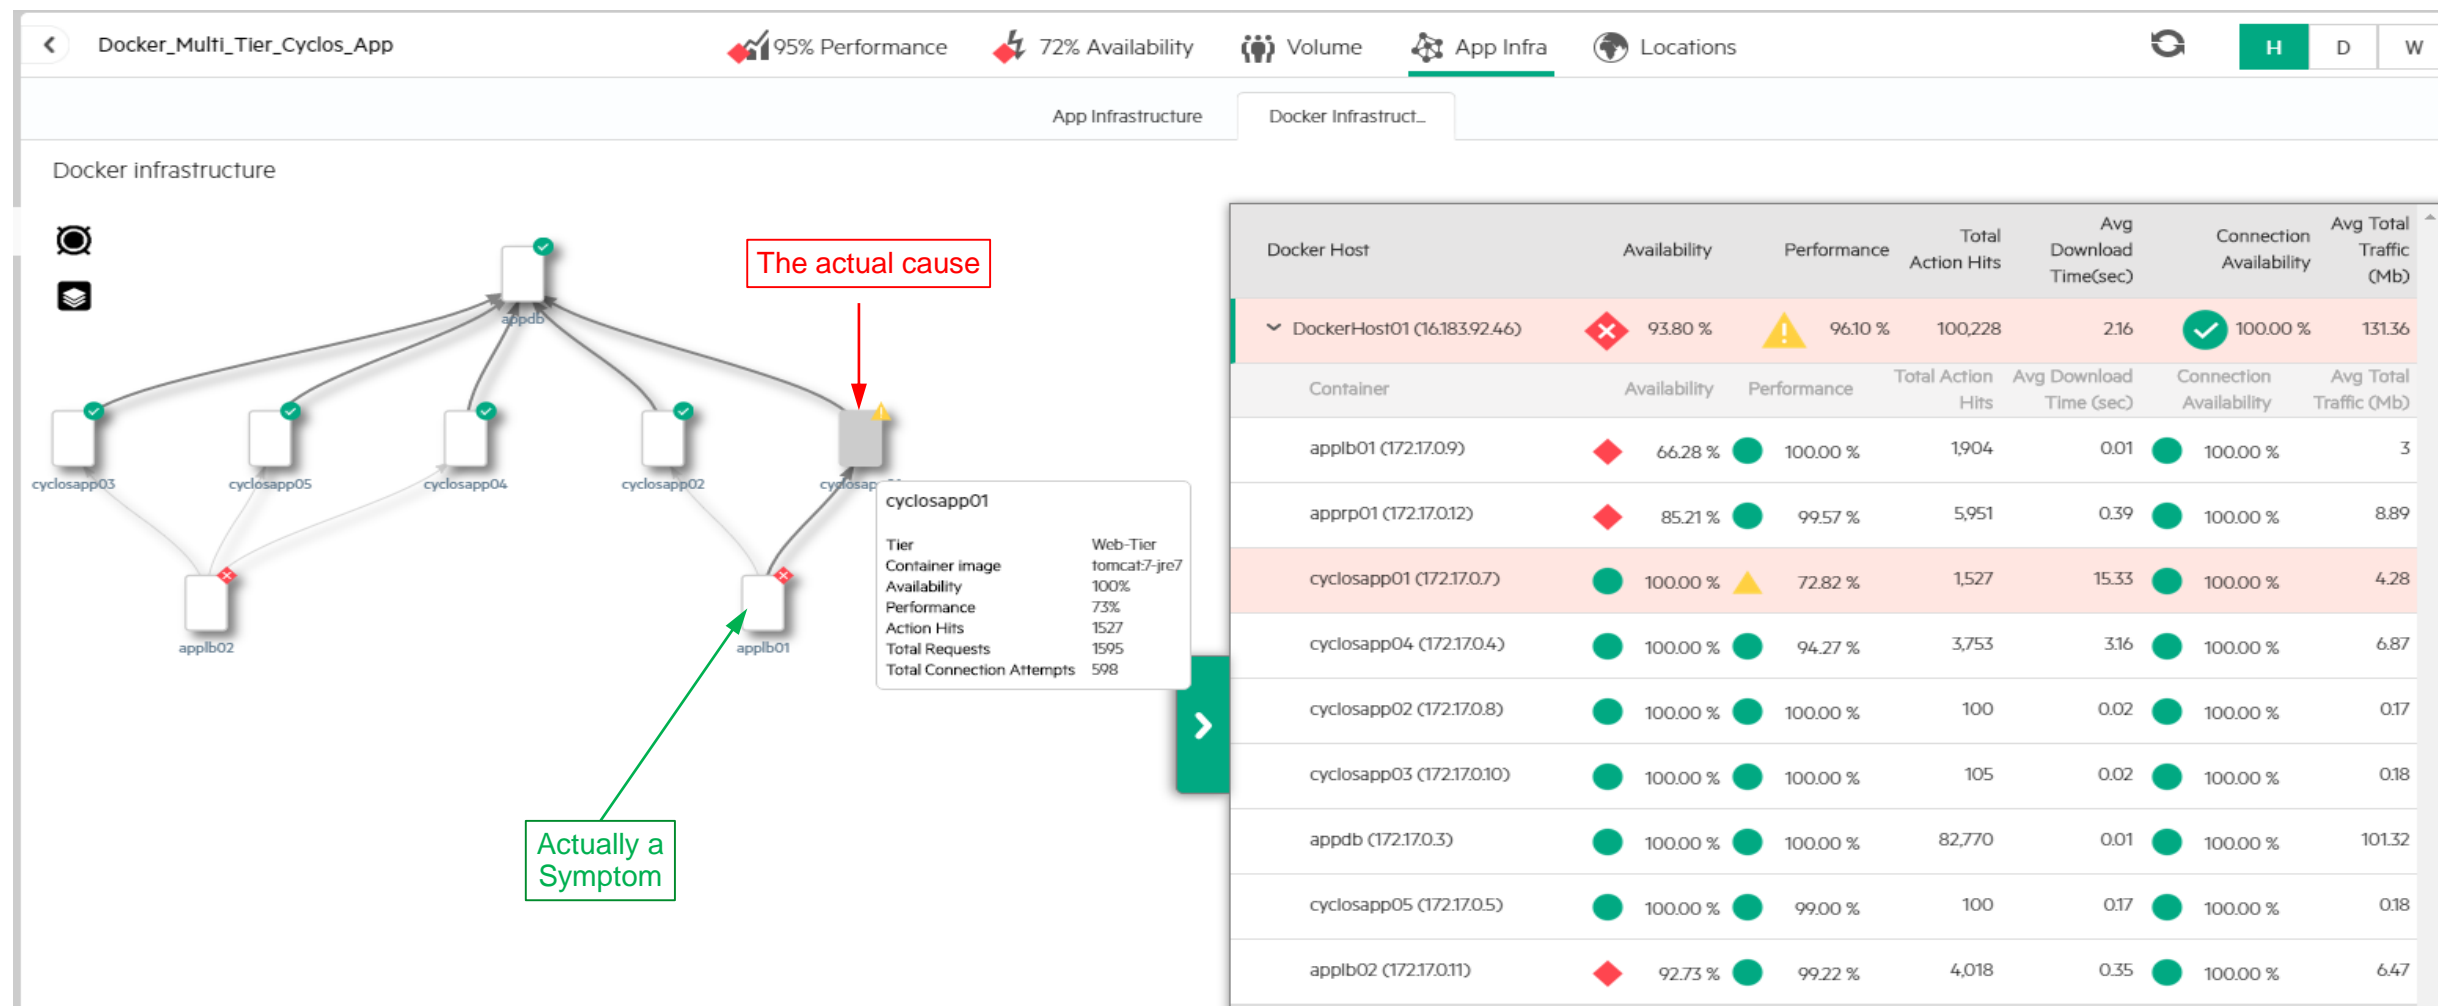 Docker_Multi_Tier_Cyclos_App
95% Performance
72% Availability
Volume
App Infra
Locations
H
D
W
App Infrastructure
Docker Infrastruct...
Docker infrastructure
The actual cause
appdb
cyclosapp03
cyclosapp05
cyclosapp04
cyclosapp02
cyclosap
applb02
applb01
cyclosapp01
Tier Web-Tier
Container image tomcat:7-jre7
Availability 100%
Performance 73%
Action Hits 1527
Total Requests 1595
Total Connection Attempts 598
Actually a
Symptom
Docker Host Availability Performance Total Action Hits Avg Download Time(sec) Connection Availability Avg Total Traffic (Mb)
DockerHost01 (16.183.92.46) 93.80 % 96.10 % 100,228 2.16 100.00 % 131.36
Container Availability Performance Total Action Hits Avg Download Time (sec) Connection Availability Avg Total Traffic (Mb)
applb01 (172.17.0.9) 66.28 % 100.00 % 1,904 0.01 100.00 % 3
apprp01 (172.17.0.12) 85.21 % 99.57 % 5,951 0.39 100.00 % 8.89
cyclosapp01 (172.17.0.7) 100.00 % 72.82 % 1,527 15.33 100.00 % 4.28
cyclosapp04 (172.17.0.4) 100.00 % 94.27 % 3,753 3.16 100.00 % 6.87
cyclosapp02 (172.17.0.8) 100.00 % 100.00 % 100 0.02 100.00 % 0.17
cyclosapp03 (172.17.0.10) 100.00 % 100.00 % 105 0.02 100.00 % 0.18
appdb (172.17.0.3) 100.00 % 100.00 % 82,770 0.01 100.00 % 101.32
cyclosapp05 (172.17.0.5) 100.00 % 99.00 % 100 0.17 100.00 % 0.18
applb02 (172.17.0.11) 92.73 % 99.22 % 4,018 0.35 100.00 % 6.47